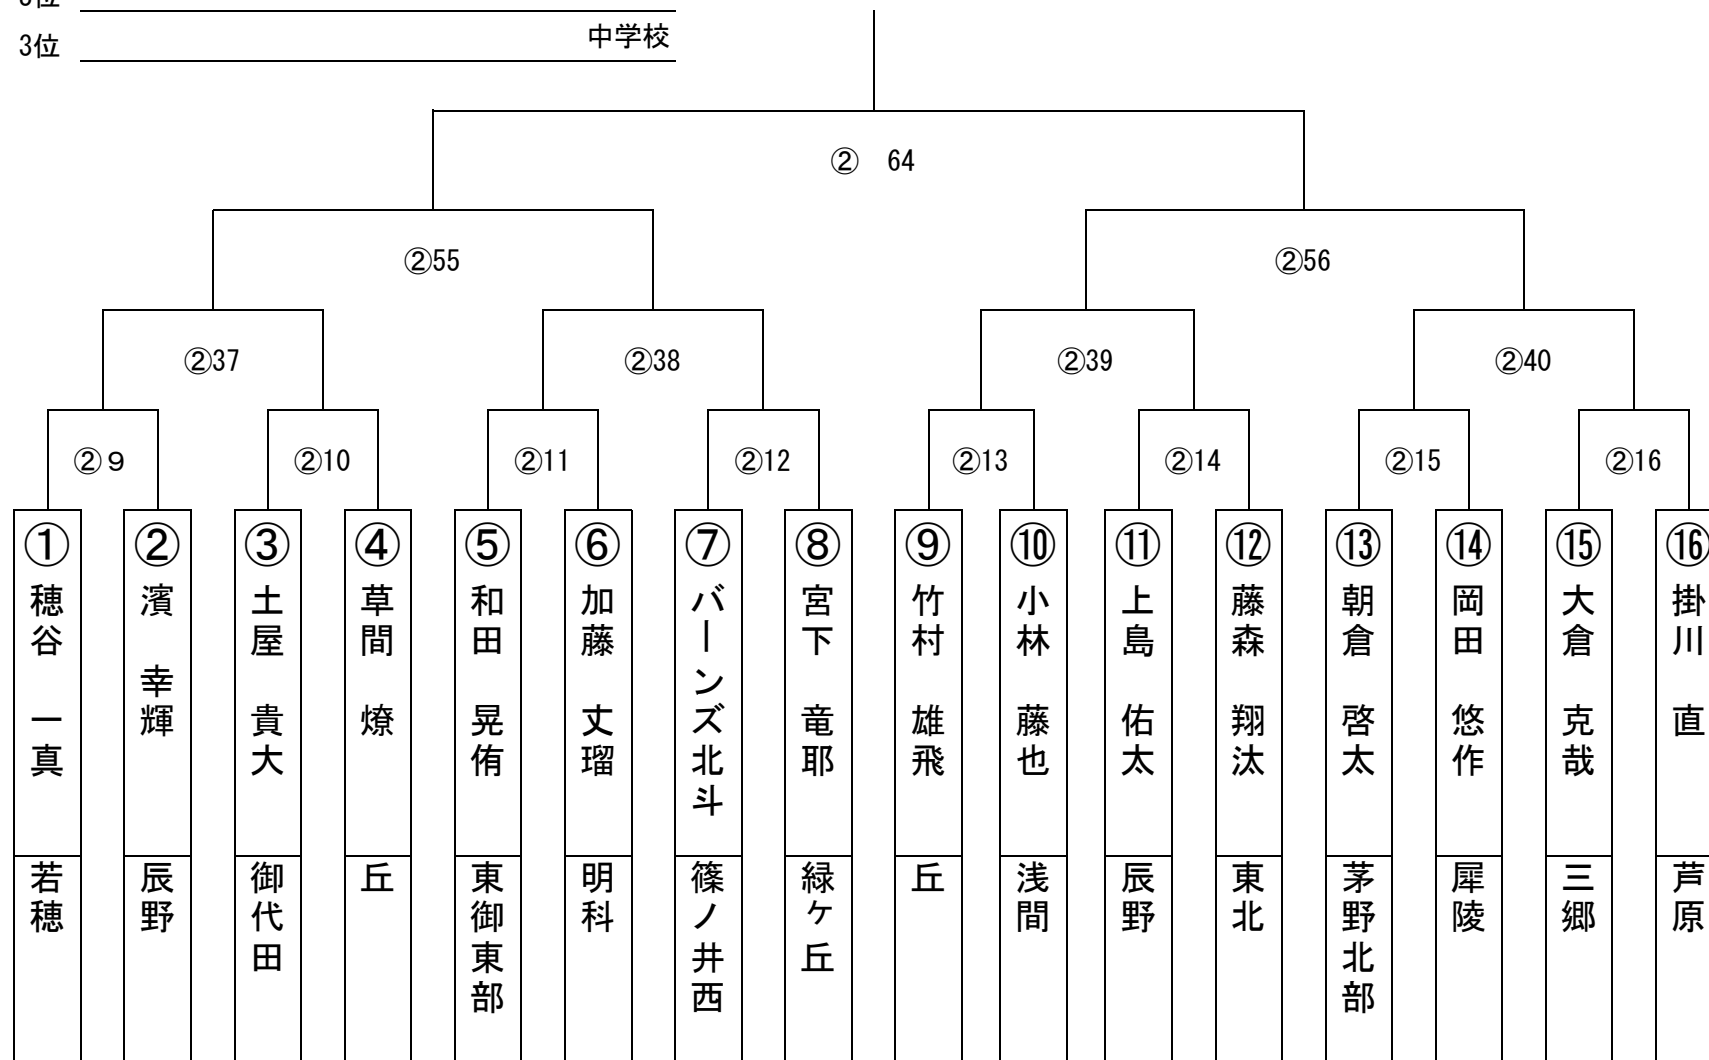 3位
中学校
② 64
②55
②56
②37
②38
②39
②40
②９
②10
②11
②12
②13
②14
②15
②16
①
穂谷 一真
若穂
②
濱 幸輝
辰野
③
土屋 貴大
御代田
④
草間 燎
丘
⑤
和田 晃侑
東御東部
⑥
加藤 丈瑠
明科
⑦
バーンズ北斗
篠ノ井西
⑧
宮下 竜耶
緑ケ丘
⑨
竹村 雄飛
丘
⑩
小林 藤也
浅間
⑪
上島 佑太
辰野
⑫
藤森 翔汰
東北
⑬
朝倉 啓太
茅野北部
⑭
岡田 悠作
犀陵
⑮
大倉 克哉
三郷
⑯
掛川 直
芦原